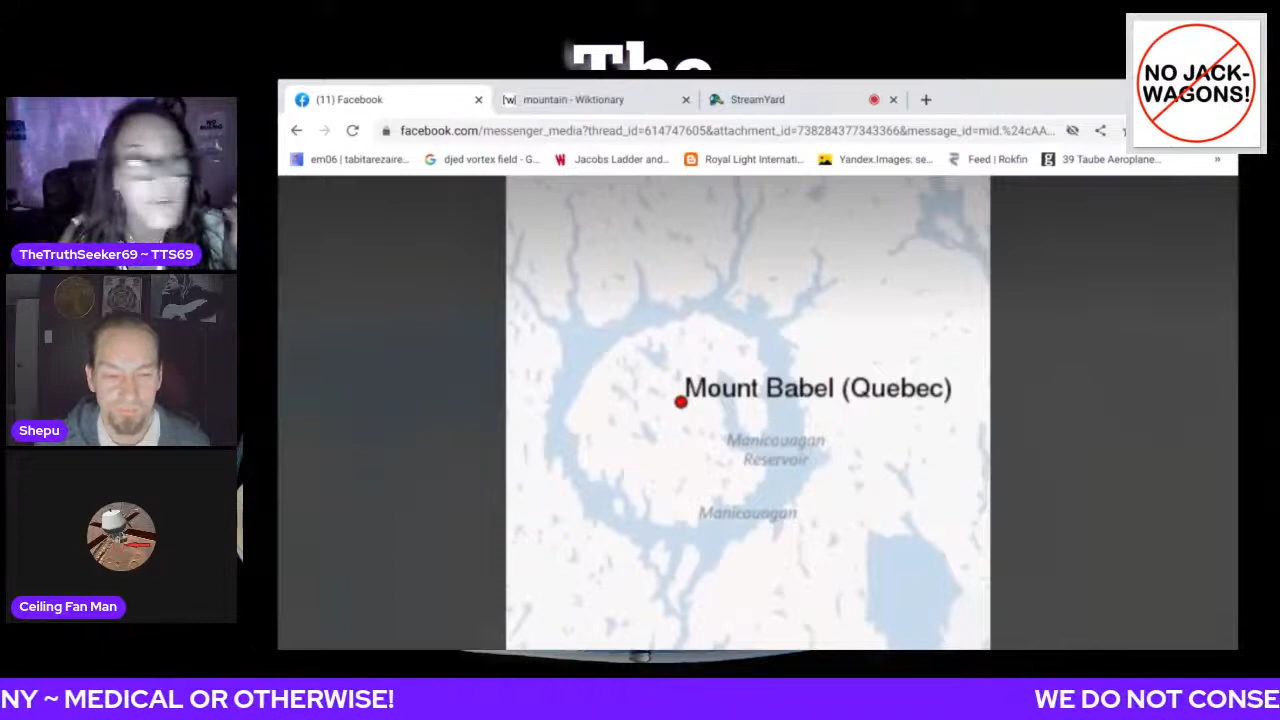 The
NO JACK-
WAGONS!
(11) Facebook
mountain - Wiktionary
StreamYard
facebook.com/messenger_media?thread_id=614747605&attachment_id=738284377343366&message_id=mid.%24cAA...
em06 | tabitarezaire...
djed vortex field - G...
Jacobs Ladder and...
Royal Light Internati...
Yandex.Images: se...
Feed | Rokfin
39 Taube Aeroplane...
»
NO BUENO
TheTruthSeeker69 ~ TTS69
Mount Babel (Quebec)
Manicouagan
Reservoir
Manicouagan
Shepu
Ceiling Fan Man
NY ~ MEDICAL OR OTHERWISE!
WE DO NOT CONSE